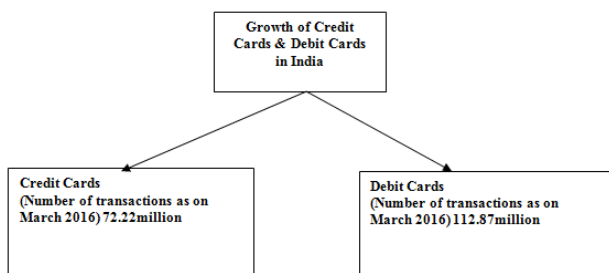 Growth of Credit
Cards & Debit Cards
in India
Credit Cards
(Number of transactions as on
March 2016) 72.22million
Debit Cards
(Number of transactions as on
March 2016) 112.87million